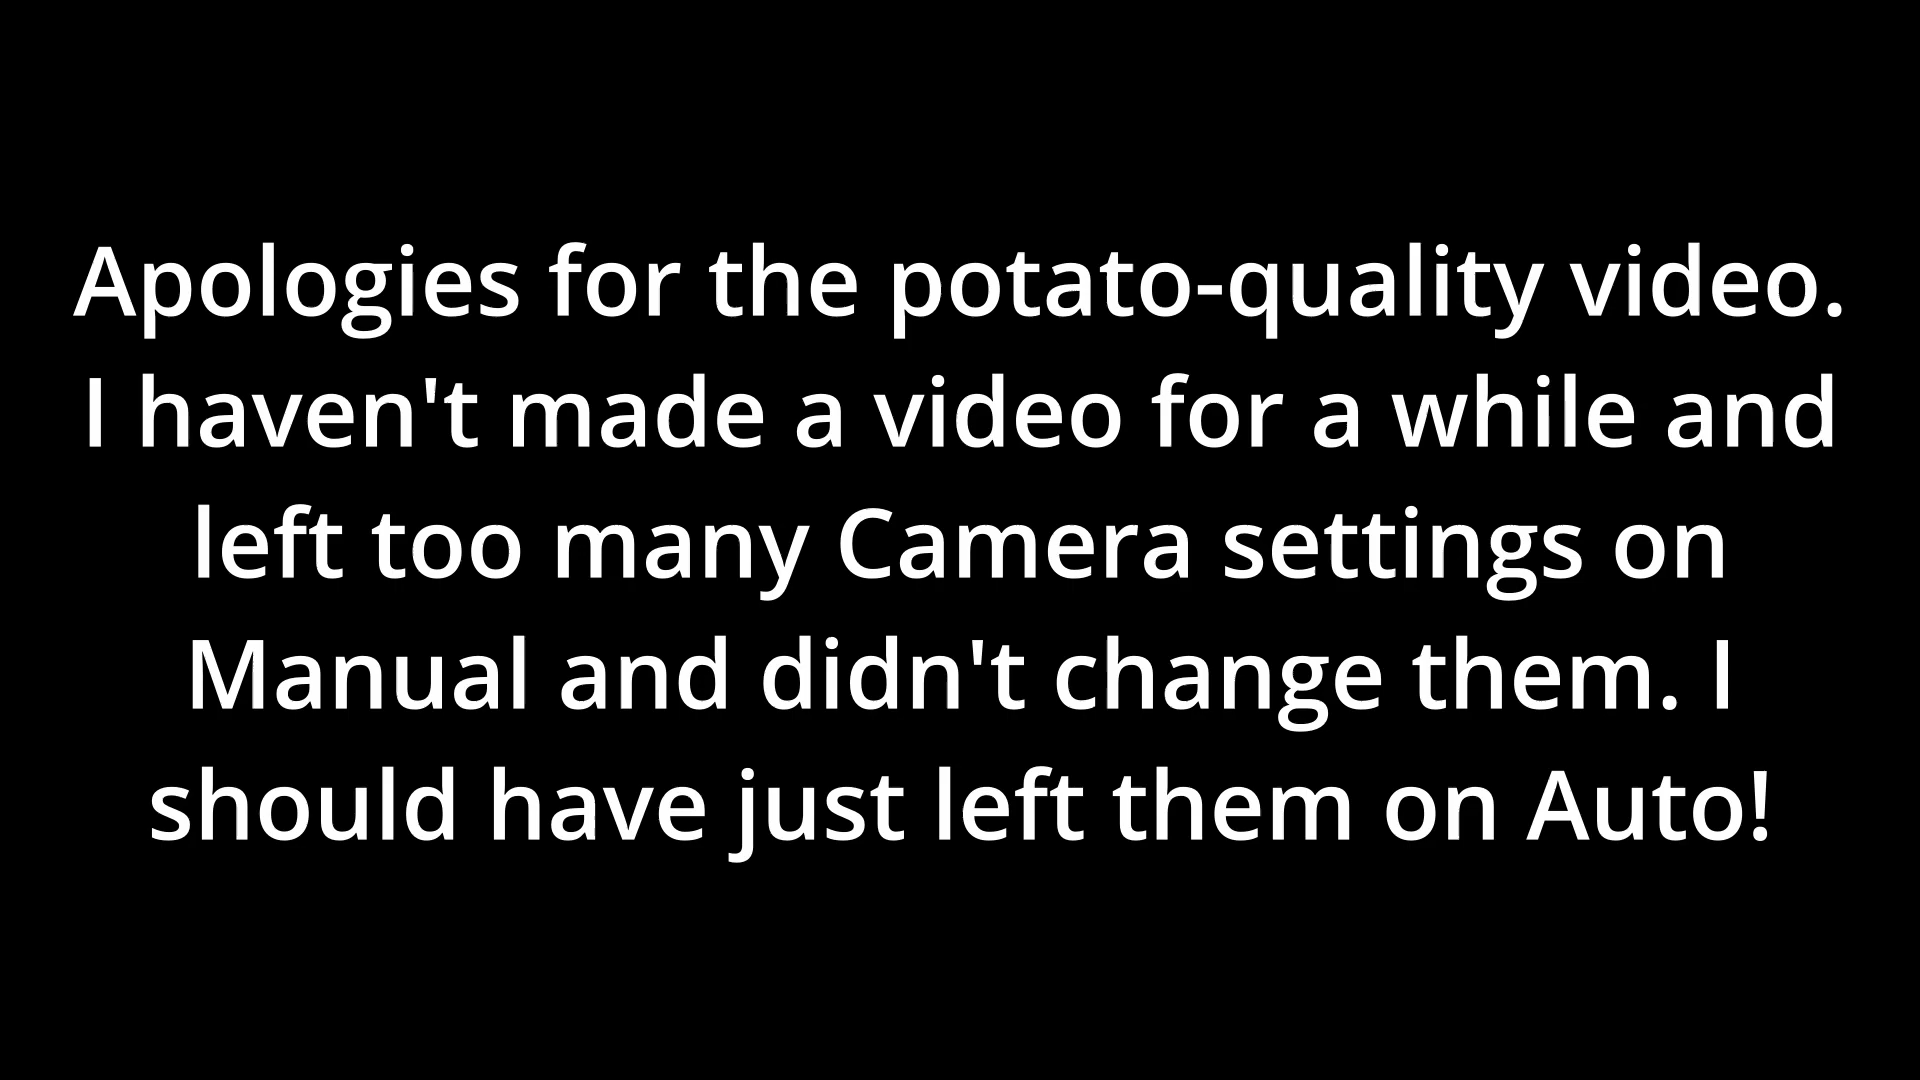 Apologies for the potato-quality video.
I haven't made a video for a while and
left too many Camera settings on
Manual and didn't change them. I
should have just left them on Auto!